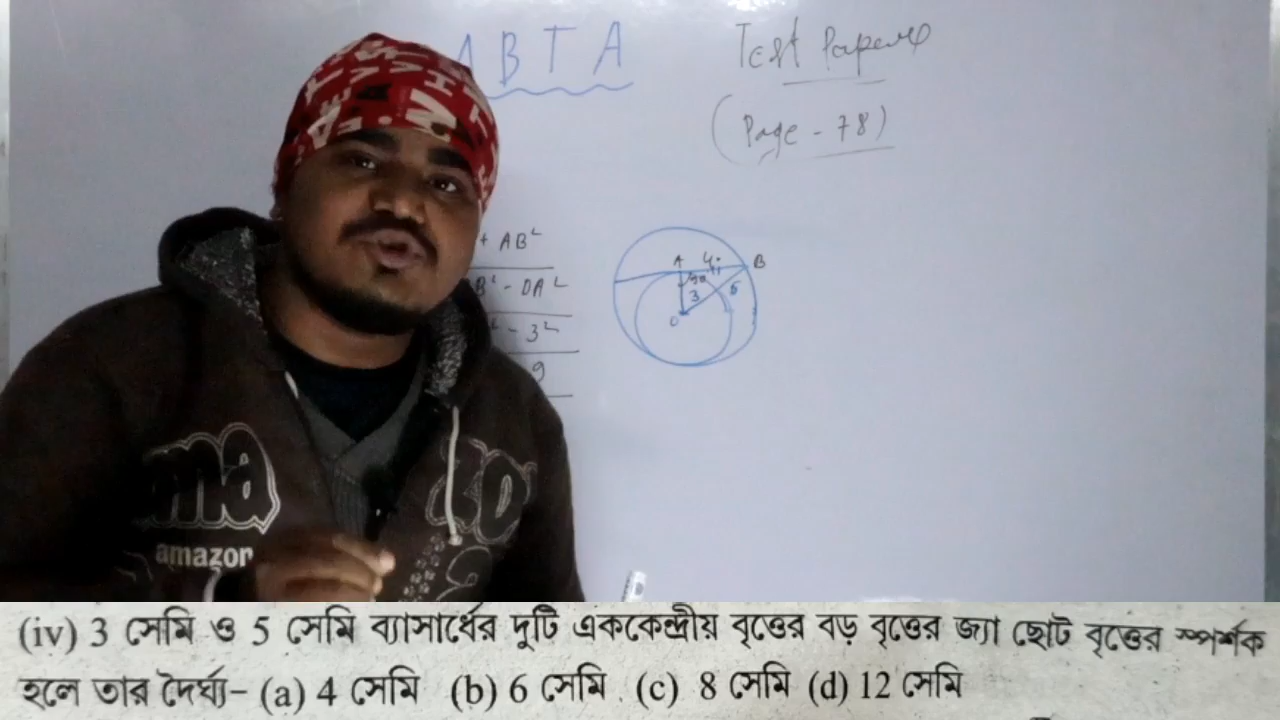 ABTA
Test Papers
(Page - 78)
+ AB²
B² - OA²
² - 3²
9
A 4 B
90
3 5
O
amazon
(iv) 3 সেমি ও 5 সেমি ব্যাসার্ধের দুটি এককেন্দ্রীয় বৃত্তের বড় বৃত্তের জ্যা ছোট বৃত্তের স্পর্শক
হলে তার দৈর্ঘ্য– (a) 4 সেমি (b) 6 সেমি (c) 8 সেমি (d) 12 সেমি